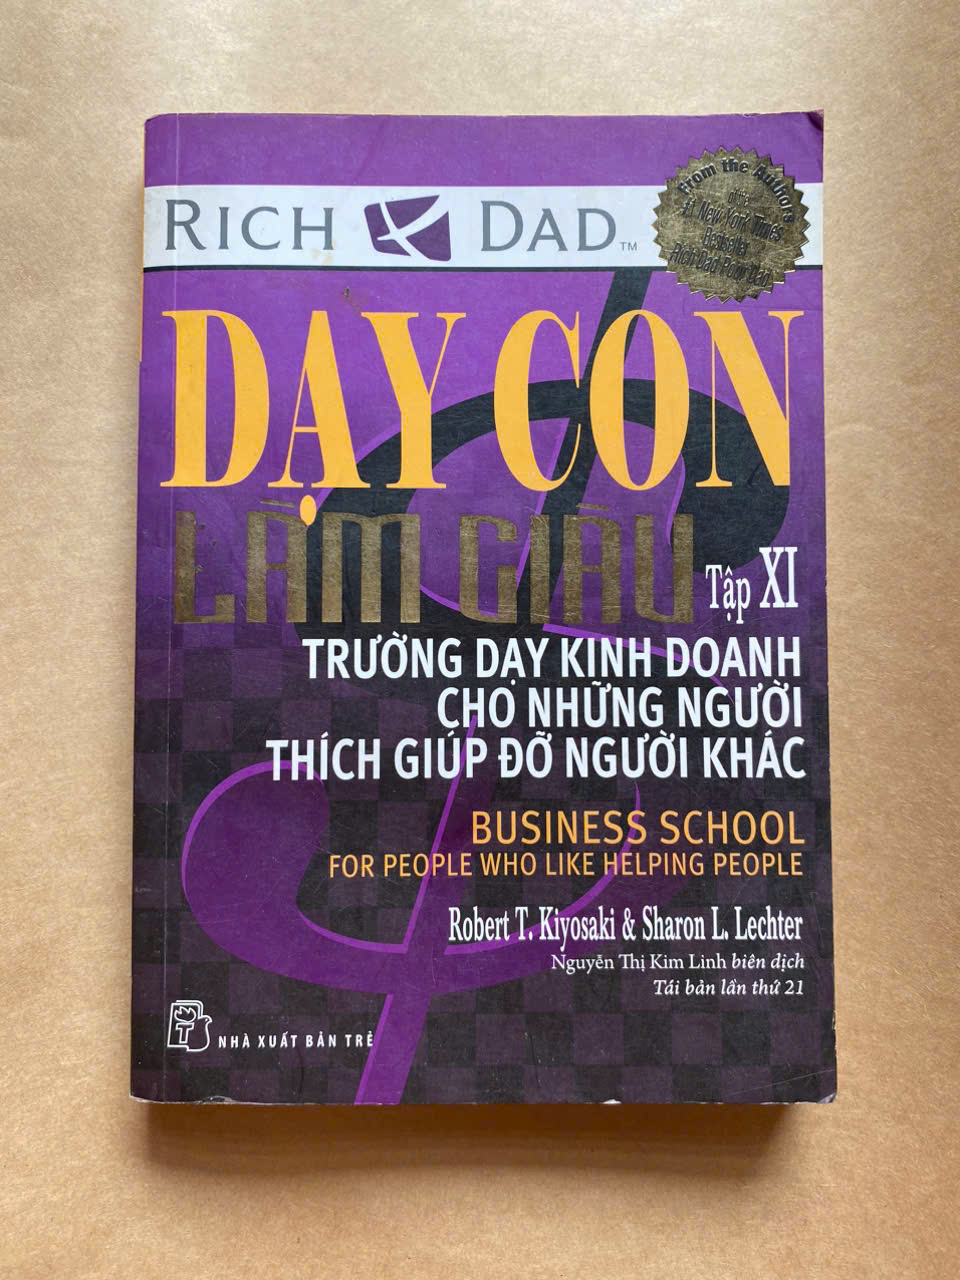 RICH DAD™
From the Authors
of the
#1 New York Times
Bestseller
Rich Dad Poor Dad
DẠY CON
LÀM GIÀU
Tập XI
TRƯỜNG DẠY KINH DOANH
CHO NHỮNG NGƯỜI
THÍCH GIÚP ĐỠ NGƯỜI KHÁC
BUSINESS SCHOOL
FOR PEOPLE WHO LIKE HELPING PEOPLE
Robert T. Kiyosaki & Sharon L. Lechter
Nguyễn Thị Kim Linh biên dịch
Tái bản lần thứ 21
NHÀ XUẤT BẢN TRẺ